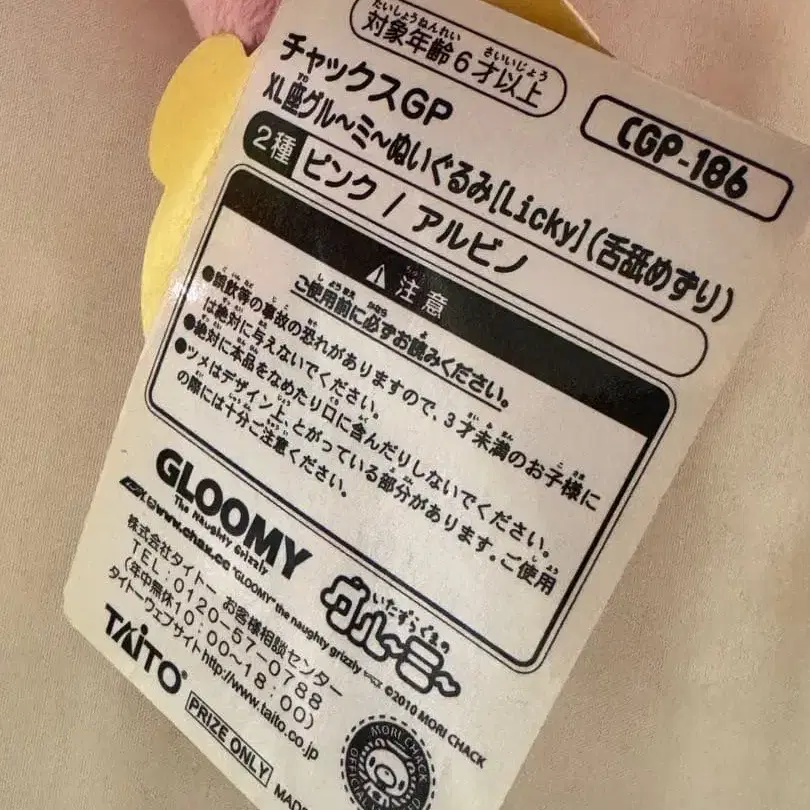 たいしょうねんれい さいいじょう
対象年齢6才以上
CGP-186
チャックスGP
XL座グル〜ミ〜ぬいぐるみ[Licky](舌舐めずり)
2種 ピンク / アルビノ
注意
ご使用前に必ずお読みください。
●誤飲等の事故の恐れがありますので、3才未満のお子様に
は絶対に与えないでください。
●絶対に本品をなめたり口に含んだりしないでください。
●ツメはデザイン上、とがっている部分があります。ご使用
の際には十分ご注意ください。
GLOOMY
The Naughty Grizzly
©www.chax.cc "GLOOMY" the naughty grizzly ©2010 MORI CHACK
いたずらぐまの
グル〜ミ〜
株式会社タイトー お客様相談センター
TEL:0120-57-0788
(年中無休10:00〜18:00)
タイトーウェブサイトhttp://www.taito.co.jp
TAiTO®
PRIZE ONLY
MORI CHACK
OFFICIAL